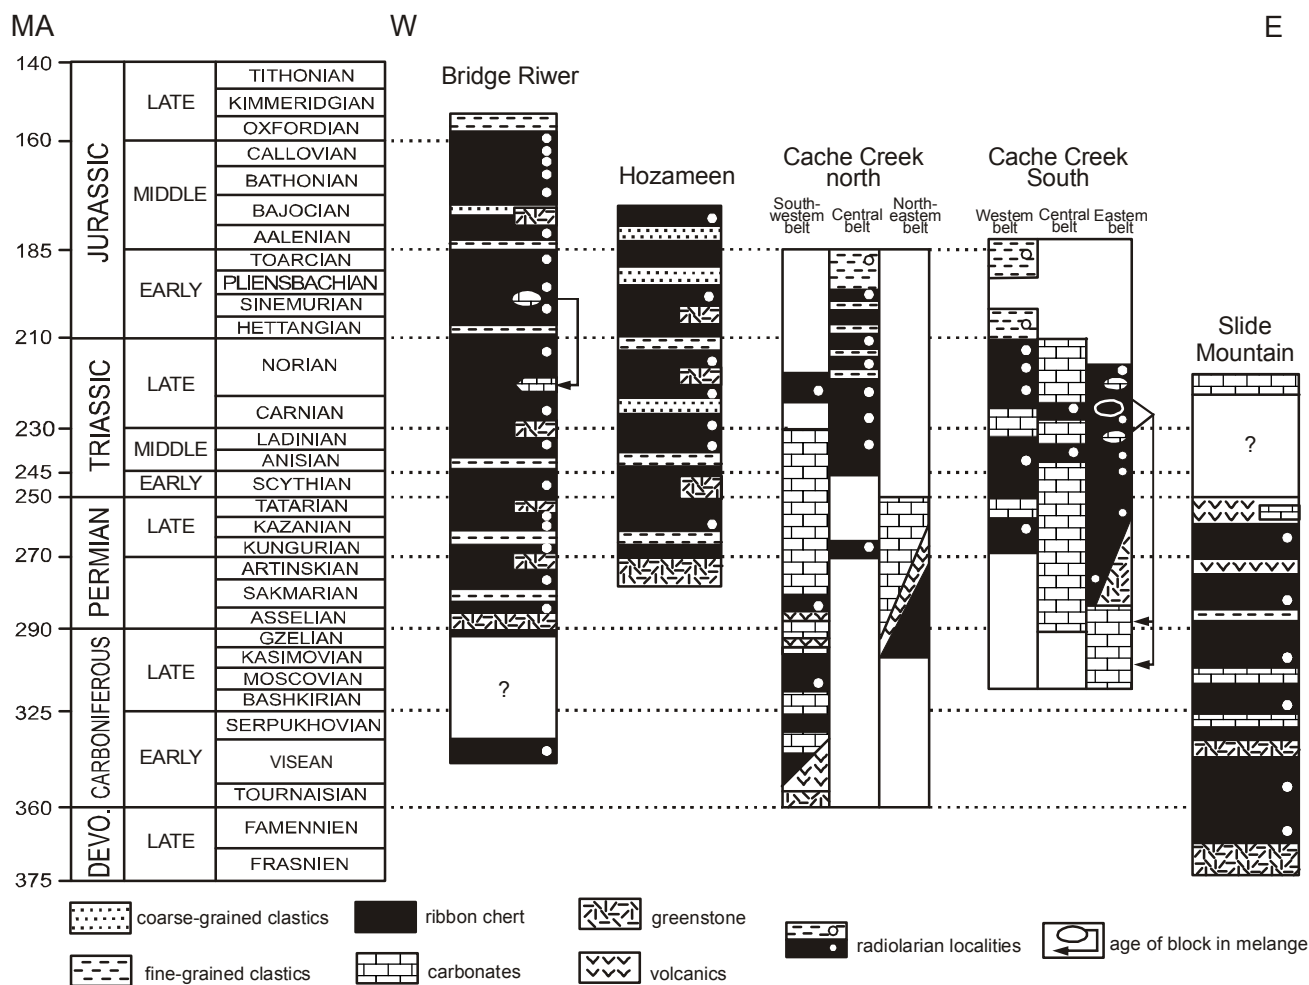 MA
W
E
140
160
185
210
230
245
250
270
290
325
360
375
JURASSIC
TRIASSIC
PERMIAN
CARBONIFEROUS
DEVO.
LATE
MIDDLE
EARLY
LATE
MIDDLE
EARLY
LATE
EARLY
LATE
EARLY
LATE
TITHONIAN
KIMMERIDGIAN
OXFORDIAN
CALLOVIAN
BATHONIAN
BAJOCIAN
AALENIAN
TOARCIAN
PLIENSBACHIAN
SINEMURIAN
HETTANGIAN
NORIAN
CARNIAN
LADINIAN
ANISIAN
SCYTHIAN
TATARIAN
KAZANIAN
KUNGURIAN
ARTINSKIAN
SAKMARIAN
ASSELIAN
GZELIAN
KASIMOVIAN
MOSCOVIAN
BASHKIRIAN
SERPUKHOVIAN
VISEAN
TOURNAISIAN
FAMENNIEN
FRASNIEN
Bridge Riwer
?
Hozameen
Cache Creek
north
South-
western
belt
Central
belt
North-
eastern
belt
Cache Creek
South
Westem
belt
Central
belt
Eastem
belt
Slide
Mountain
?
coarse-grained clastics
ribbon chert
greenstone
radiolarian localities
age of block in melange
fine-grained clastics
carbonates
volcanics